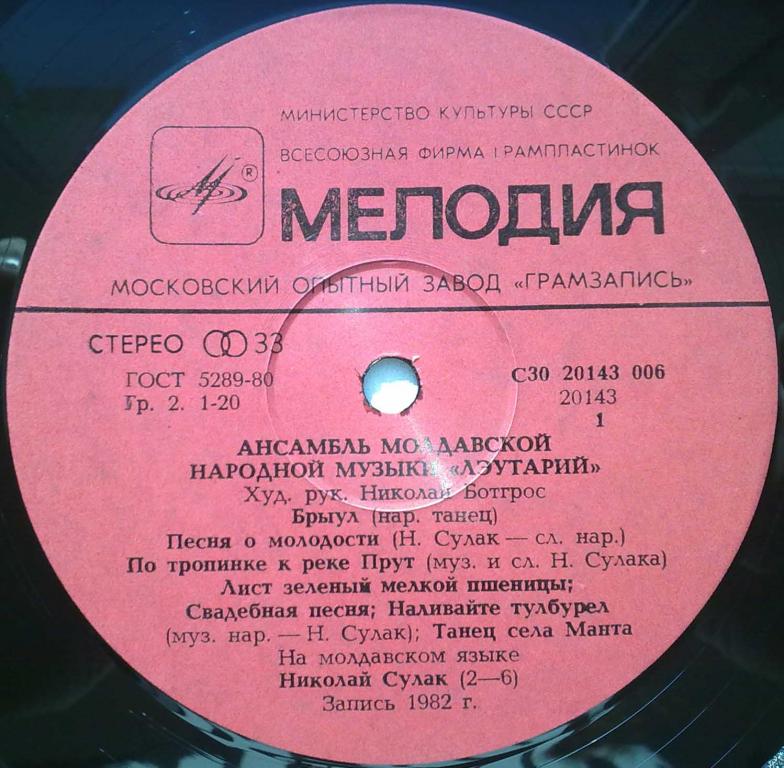 МИНИСТЕРСТВО КУЛЬТУРЫ СССР
ВСЕСОЮЗНАЯ ФИРМА ГРАМПЛАСТИНОК
®
МЕЛОДИЯ
МОСКОВСКИЙ ОПЫТНЫЙ ЗАВОД «ГРАМЗАПИСЬ»
СТЕРЕО 33
ГОСТ 5289-80
Гр. 2. 1-20
С30 20143 006
20143
1
АНСАМБЛЬ МОЛДАВСКОЙ
НАРОДНОЙ МУЗЫКИ «ЛЭУТАРИЙ»
Худ. рук. Николай Ботгрос
Брыул (нар. танец)
Песня о молодости (Н. Сулак — сл. нар.)
По тропинке к реке Прут (муз. и сл. Н. Сулака)
Лист зеленый мелкой пшеницы;
Свадебная песня; Наливайте тулбурел
(муз. нар. — Н. Сулак); Танец села Манта
На молдавском языке
Николай Сулак (2—6)
Запись 1982 г.